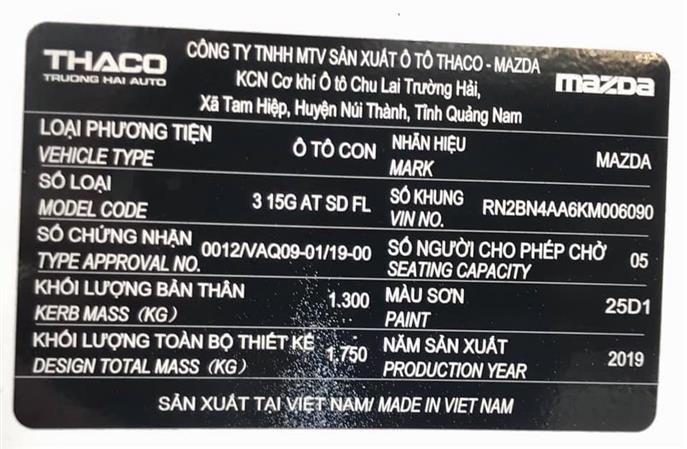 THACO
TRUONG HAI AUTO
CÔNG TY TNHH MTV SẢN XUẤT Ô TÔ THACO - MAZDA
KCN Cơ khí Ô tô Chu Lai Trường Hải,
Xã Tam Hiệp, Huyện Núi Thành, Tỉnh Quảng Nam
mazda
LOẠI PHƯƠNG TIỆN
VEHICLE TYPE
Ô TÔ CON
NHÃN HIỆU
MARK
MAZDA
SỐ LOẠI
MODEL CODE
3 15G AT SD FL
SỐ KHUNG
VIN NO.
RN2BN4AA6KM006090
SỐ CHỨNG NHẬN
TYPE APPROVAL NO.
0012/VAQ09-01/19-00
SỐ NGƯỜI CHO PHÉP CHỞ
SEATING CAPACITY
05
KHỐI LƯỢNG BẢN THÂN
KERB MASS (KG)
1.300
MÀU SƠN
PAINT
25D1
KHỐI LƯỢNG TOÀN BỘ THIẾT KẾ
DESIGN TOTAL MASS (KG)
1.750
NĂM SẢN XUẤT
PRODUCTION YEAR
2019
SẢN XUẤT TẠI VIỆT NAM/ MADE IN VIET NAM